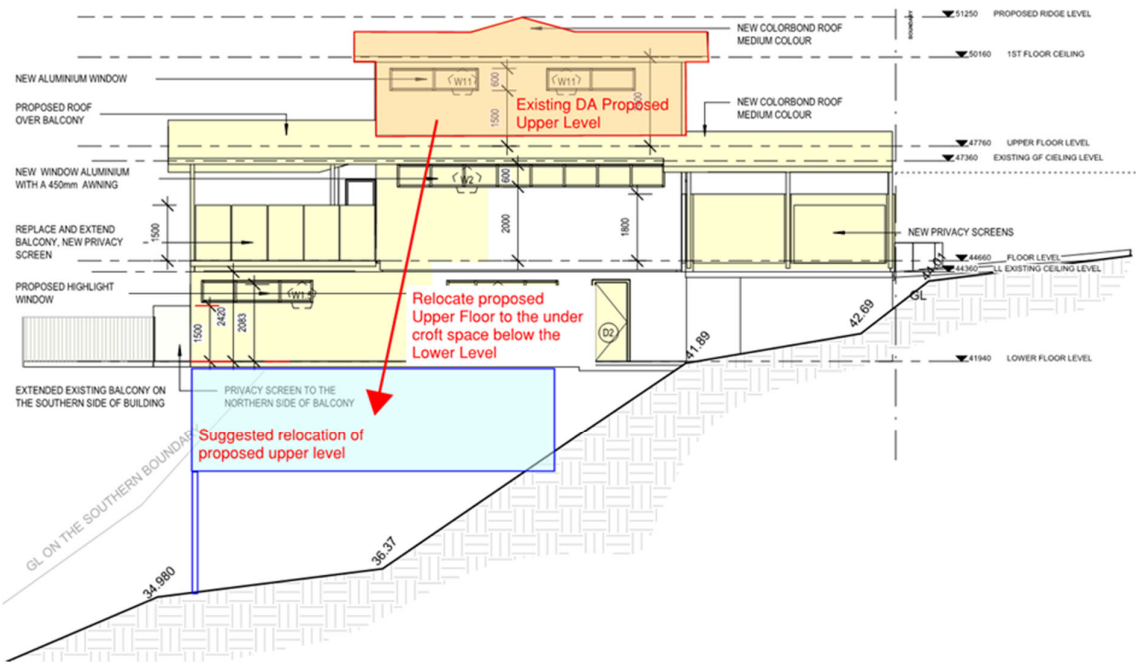 51250 PROPOSED RIDGE LEVEL
BOUNDARY
NEW COLORBOND ROOF
MEDIUM COLOUR
50160 1ST FLOOR CEILING
NEW ALUMINIUM WINDOW
600
W11
W11
1500
Existing DA Proposed
Upper Level
PROPOSED ROOF
OVER BALCONY
NEW COLORBOND ROOF
MEDIUM COLOUR
47760 UPPER FLOOR LEVEL
47360 EXISTING GF CIELING LEVEL
NEW WINDOW ALUMINIUM
WITH A 450mm AWNING
W2
600
2000
1800
1500
REPLACE AND EXTEND
BALCONY, NEW PRIVACY
SCREEN
NEW PRIVACY SCREENS
44660 FLOOR LEVEL
44360 LL EXISTING CEILING LEVEL
44.01
GL
PROPOSED HIGHLIGHT
WINDOW
1500
2420
2083
Relocate proposed
Upper Floor to the under
croft space below the
Lower Level
D2
42.69
41.89
41940 LOWER FLOOR LEVEL
EXTENDED EXISTING BALCONY ON
THE SOUTHERN SIDE OF BUILDING
PRIVACY SCREEN TO THE
NORTHERN SIDE OF BALCONY
Suggested relocation of
proposed upper level
GL ON THE SOUTHERN BOUNDARY
36.37
34.980